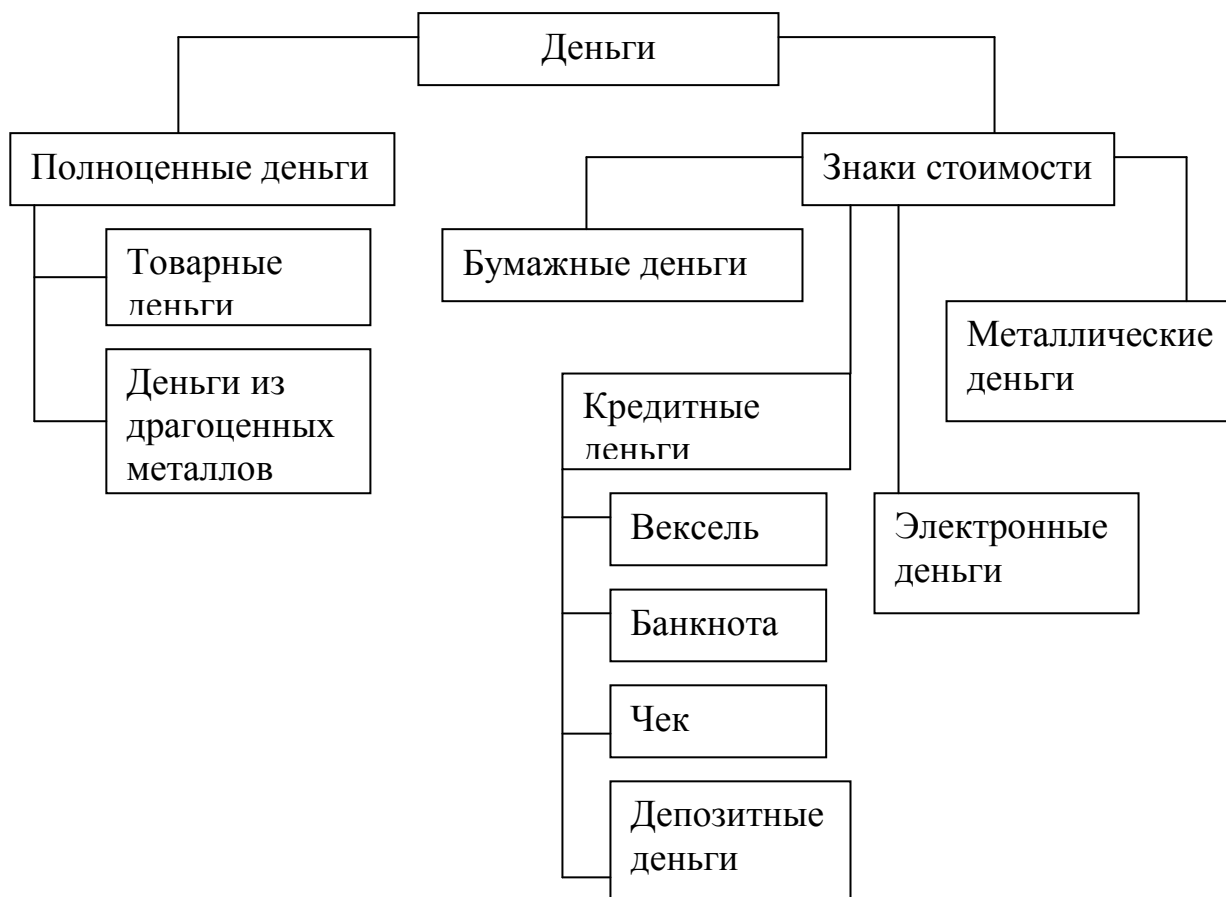 Деньги
Полноценные деньги
Знаки стоимости
Товарные
деньги
Бумажные деньги
Металлические
деньги
Деньги из
драгоценных
металлов
Кредитные
деньги
Вексель
Электронные
деньги
Банкнота
Чек
Депозитные
деньги